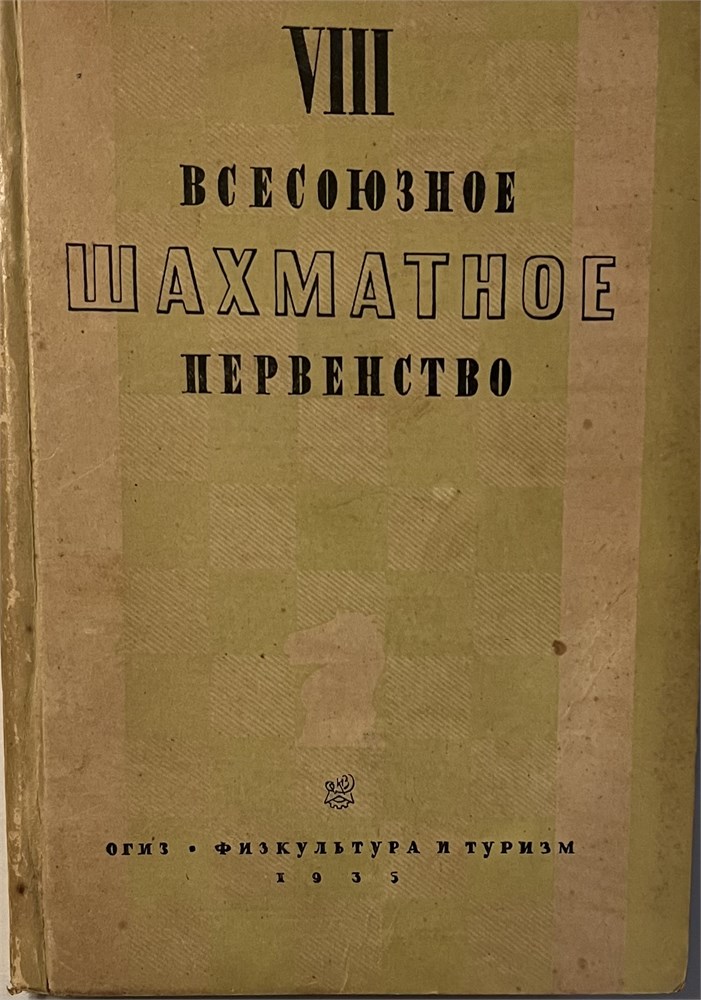 VIII
ВСЕСОЮЗНОЕ
ШАХМАТНОЕ
ПЕРВЕНСТВО
ОГИЗ • ФИЗКУЛЬТУРА И ТУРИЗМ
1935